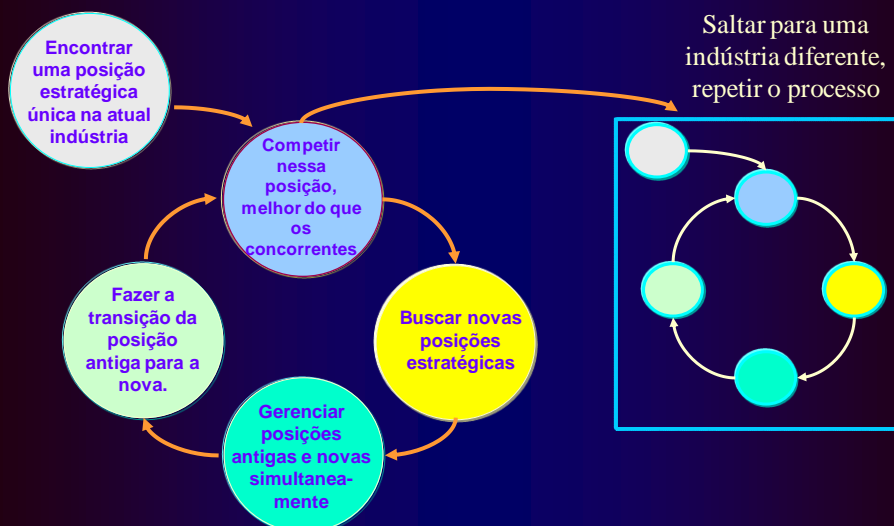 Encontrar
uma posição
estratégica
única na atual
indústria
Saltar para uma
indústria diferente,
repetir o processo
Competir
nessa
posição,
melhor do que
os
concorrentes
Fazer a
transição da
posição
antiga para a
nova.
Buscar novas
posições
estratégicas
Gerenciar
posições
antigas e novas
simultanea-
mente